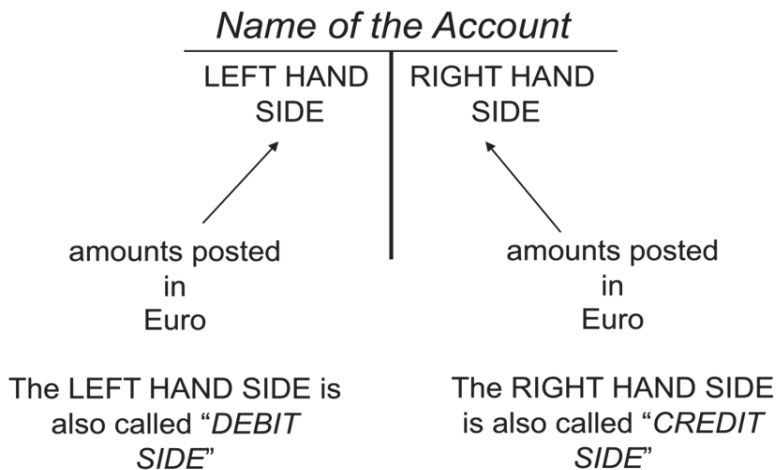 Name of the Account
LEFT HAND
SIDE
RIGHT HAND
SIDE
amounts posted
in
Euro
amounts posted
in
Euro
The LEFT HAND SIDE is
also called “DEBIT
SIDE”
The RIGHT HAND SIDE
is also called “CREDIT
SIDE”